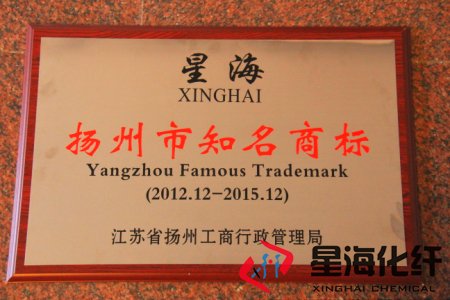 星海
XINGHAI
扬州市知名商标
Yangzhou Famous Trademark
(2012.12-2015.12)
江苏省扬州工商行政管理局
星海化纤
XINGHAI CHEMICAL